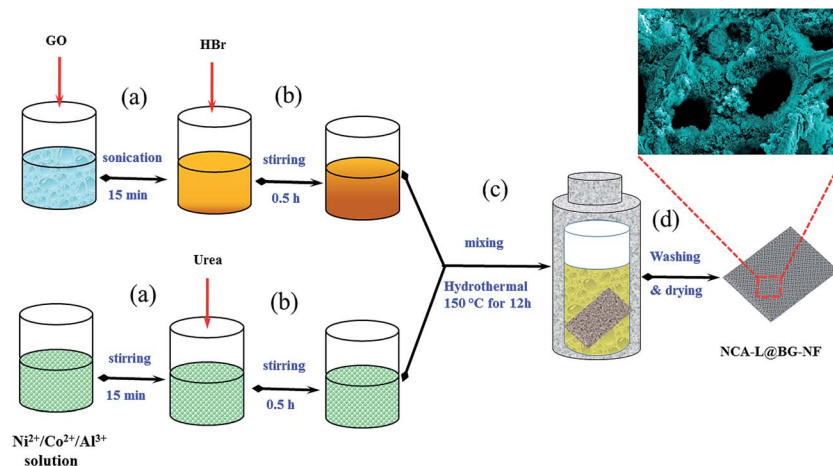 GO
HBr
(a)
(b)
sonication
15 min
stirring
0.5 h
(c)
(d)
mixing
Hydrothermal
150 °C for 12h
Washing
& drying
NCA-L@BG-NF
Urea
(a)
(b)
stirring
15 min
stirring
0.5 h
Ni²⁺/Co²⁺/Al³⁺
solution